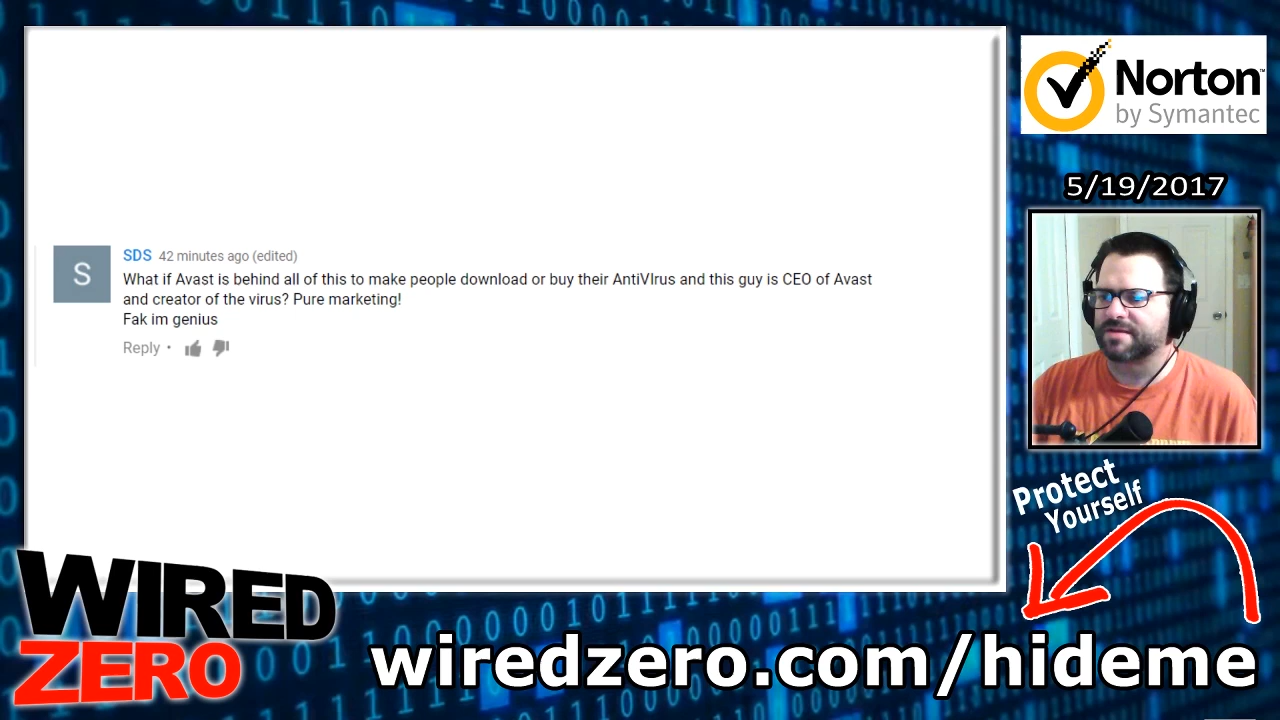 SDS 42 minutes ago (edited)
What if Avast is behind all of this to make people download or buy their AntiVIrus and this guy is CEO of Avast
and creator of the virus? Pure marketing!
Fak im genius
Reply •
S
Norton™
by Symantec
5/19/2017
Protect
Yourself
WIRED
ZERO
wiredzero.com/hideme